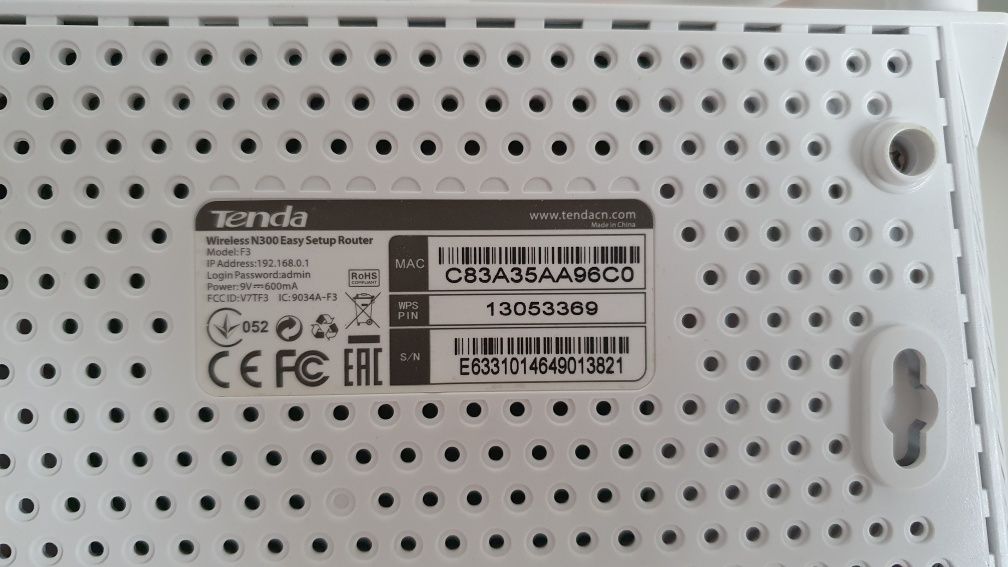 Tenda
www.tendacn.com
Made in China
Wireless N300 Easy Setup Router
Model:F3
IP Address:192.168.0.1
Login Password:admin
Power:9V⎓600mA
FCC ID:V7TF3 IC:9034A-F3
RoHS
COMPLIANT
052
CE FC EAC
MAC
C83A35AA96C0
WPS
PIN
13053369
S/N
E6331014649013821